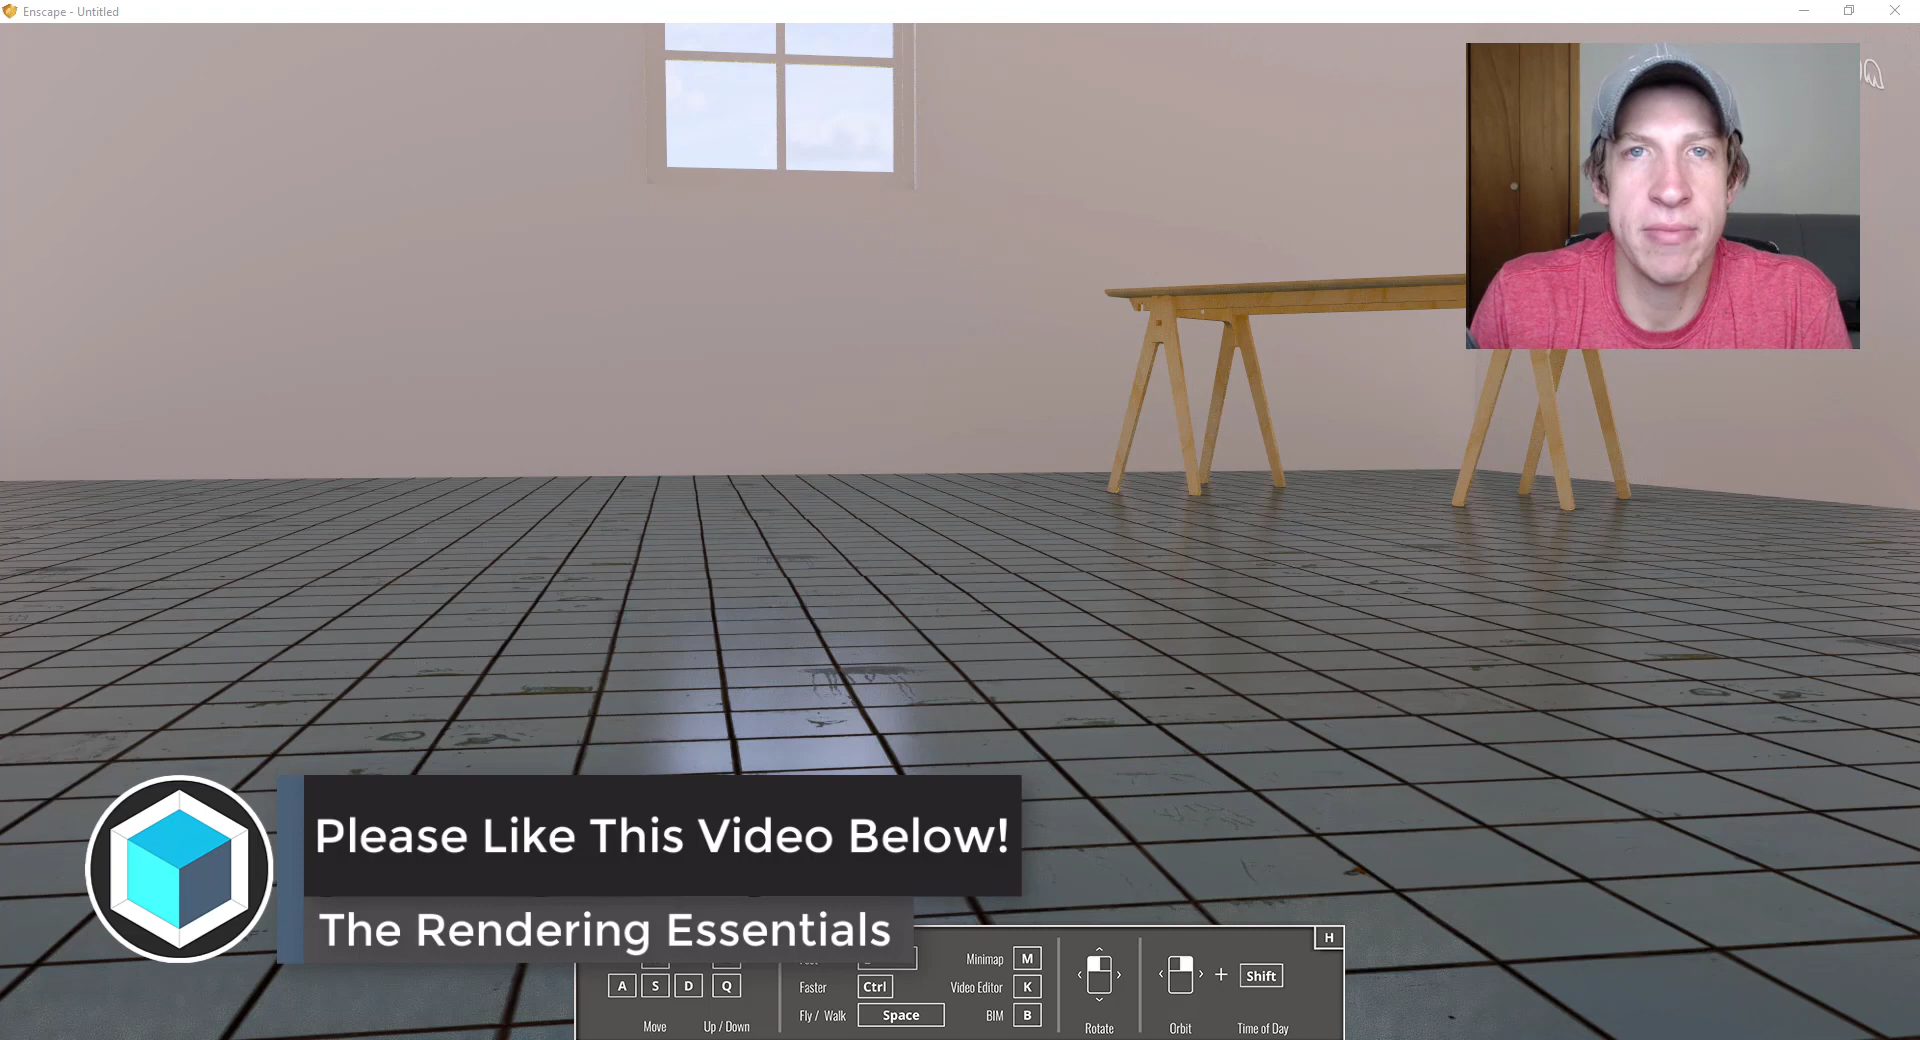 Enscape - Untitled
Please Like This Video Below!
The Rendering Essentials
H
Minimap M
A S D Q
Faster Ctrl
Video Editor K
Fly / Walk Space
BIM B
Move
Up / Down
Rotate
Orbit
+ Shift
Time of Day